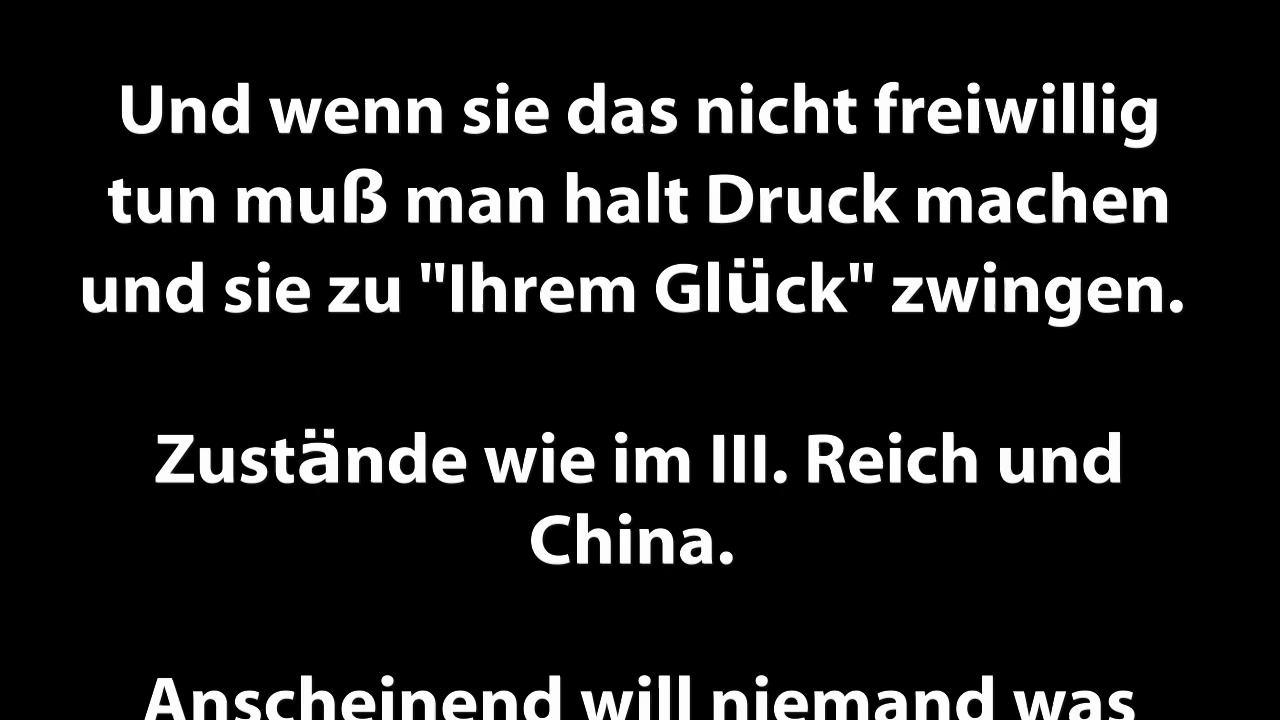 Und wenn sie das nicht freiwillig
tun muß man halt Druck machen
und sie zu "Ihrem Glück" zwingen.
Zustände wie im III. Reich und
China.
Anscheinend will niemand was